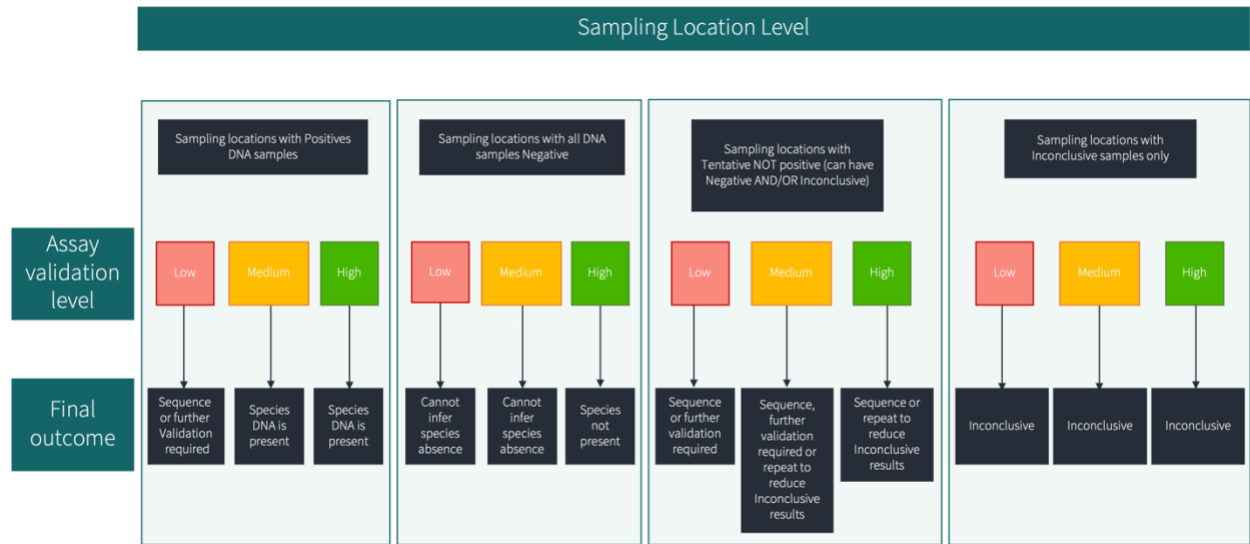 Sampling Location Level
Sampling locations with Positives
DNA samples
Sampling locations with all DNA
samples Negative
Sampling locations with
Tentative NOT positive (can have
Negative AND/OR Inconclusive)
Sampling locations with
Inconclusive samples only
Assay
validation
level
Low
Medium
High
Low
Medium
High
Low
Medium
High
Low
Medium
High
Final
outcome
Sequence
or further
Validation
required
Species
DNA is
present
Species
DNA is
present
Cannot
infer
species
absence
Cannot
infer
species
absence
Species
not
present
Sequence
or further
validation
required
Sequence,
further
validation
required or
repeat to
reduce
Inconclusive
results
Sequence or
repeat to
reduce
Inconclusive
results
Inconclusive
Inconclusive
Inconclusive